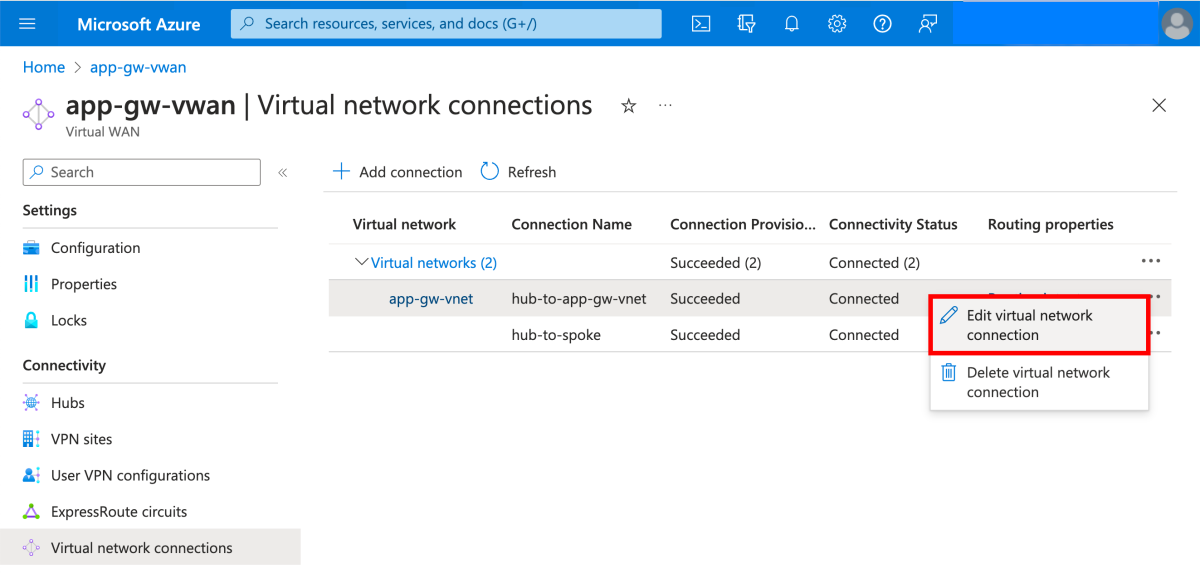 Microsoft Azure
Search resources, services, and docs (G+/)
Home > app-gw-vwan
app-gw-vwan | Virtual network connections
Virtual WAN
Search
Add connection
Refresh
Settings
Configuration
Properties
Locks
Connectivity
Hubs
VPN sites
User VPN configurations
ExpressRoute circuits
Virtual network connections
Virtual network Connection Name Connection Provisio... Connectivity Status Routing properties
Virtual networks (2) Succeeded (2) Connected (2)
app-gw-vnet hub-to-app-gw-vnet Succeeded Connected
hub-to-spoke Succeeded Connected
Edit virtual network
connection
Delete virtual network
connection